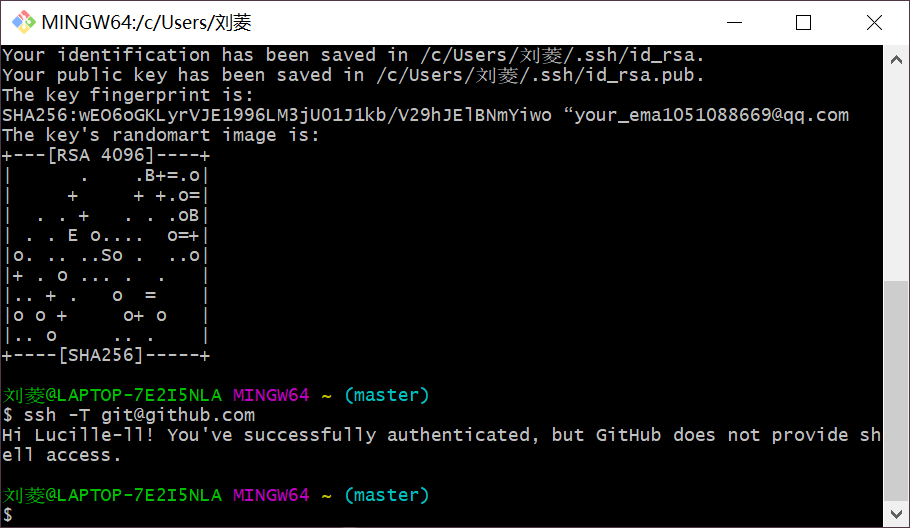 MINGW64:/c/Users/刘菱
Your identification has been saved in /c/Users/刘菱/.ssh/id_rsa.
Your public key has been saved in /c/Users/刘菱/.ssh/id_rsa.pub.
The key fingerprint is:
SHA256:wEO6oGKLyrVJE1996LM3jUO1J1kb/V29hJElBNmYiwo “your_ema1051088669@qq.com
The key's randomart image is:
+---[RSA 4096]----+
|      .    .B+=.o|
|     +     + +.o=|
|  . . +   . . .oB|
| . . E o....  o=+|
|o. .. ..So .  ..o|
|+ . o ... .  .   |
|.. + .   o  =    |
|o o +     o+ o   |
|.. o     .. .    |
+----[SHA256]-----+
刘菱@LAPTOP-7E2I5NLA MINGW64 ~ (master)
$ ssh -T git@github.com
Hi Lucille-ll! You've successfully authenticated, but GitHub does not provide sh
ell access.
刘菱@LAPTOP-7E2I5NLA MINGW64 ~ (master)
$